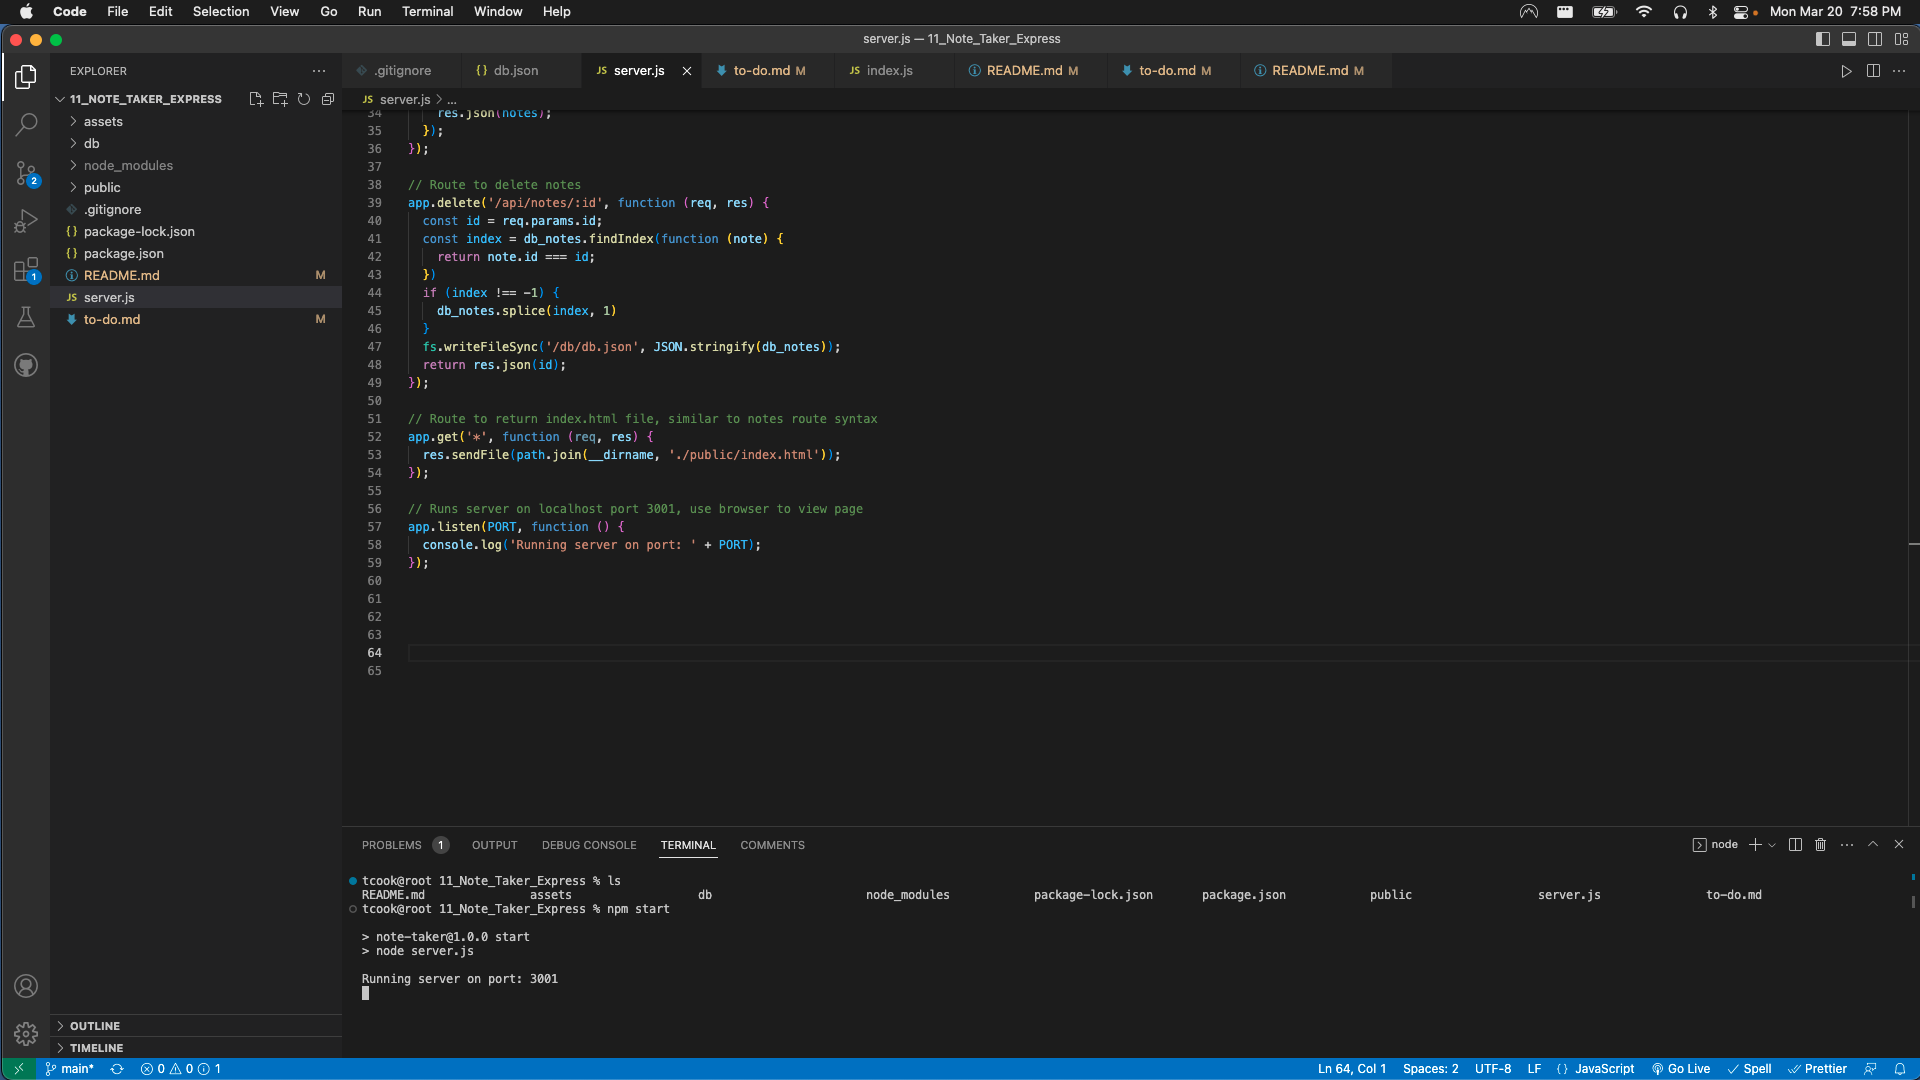 Code File Edit Selection View Go Run Terminal Window Help Mon Mar 20 7:58 PM
server.js — 11_Note_Taker_Express
EXPLORER
11_NOTE_TAKER_EXPRESS
assets
db
node_modules
public
.gitignore
{} package-lock.json
{} package.json
README.md M
JS server.js
to-do.md M
2
1
OUTLINE
TIMELINE
.gitignore {} db.json JS server.js to-do.md M JS index.js README.md M to-do.md M README.md M
JS server.js > ...
34 res.json(notes);
35 });
36 });
37
38 // Route to delete notes
39 app.delete('/api/notes/:id', function (req, res) {
40 const id = req.params.id;
41 const index = db_notes.findIndex(function (note) {
42 return note.id === id;
43 })
44 if (index !== -1) {
45 db_notes.splice(index, 1)
46 }
47 fs.writeFileSync('/db/db.json', JSON.stringify(db_notes));
48 return res.json(id);
49 });
50
51 // Route to return index.html file, similar to notes route syntax
52 app.get('*', function (req, res) {
53 res.sendFile(path.join(__dirname, './public/index.html'));
54 });
55
56 // Runs server on localhost port 3001, use browser to view page
57 app.listen(PORT, function () {
58 console.log('Running server on port: ' + PORT);
59 });
60
61
62
63
64
65
PROBLEMS 1 OUTPUT DEBUG CONSOLE TERMINAL COMMENTS node
tcook@root 11_Note_Taker_Express % ls
README.md assets db node_modules package-lock.json package.json public server.js to-do.md
tcook@root 11_Note_Taker_Express % npm start
> note-taker@1.0.0 start
> node server.js
Running server on port: 3001
main* 0 0 1 Ln 64, Col 1 Spaces: 2 UTF-8 LF {} JavaScript Go Live Spell Prettier